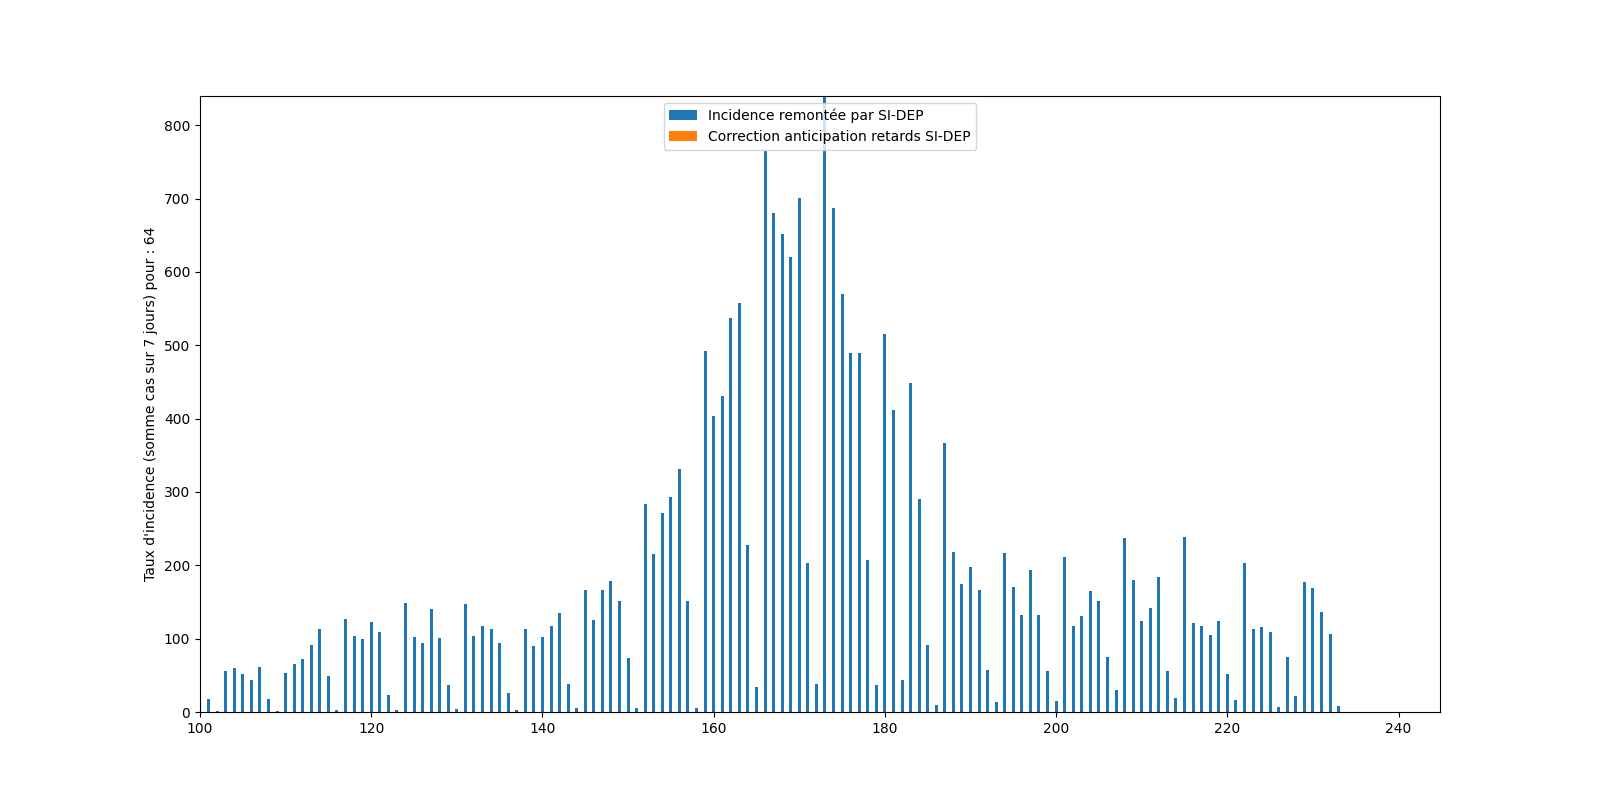 Incidence remontée par SI-DEP
Correction anticipation retards SI-DEP
Taux d'incidence (somme cas sur 7 jours) pour : 64
800
700
600
500
400
300
200
100
0
100 120 140 160 180 200 220 240